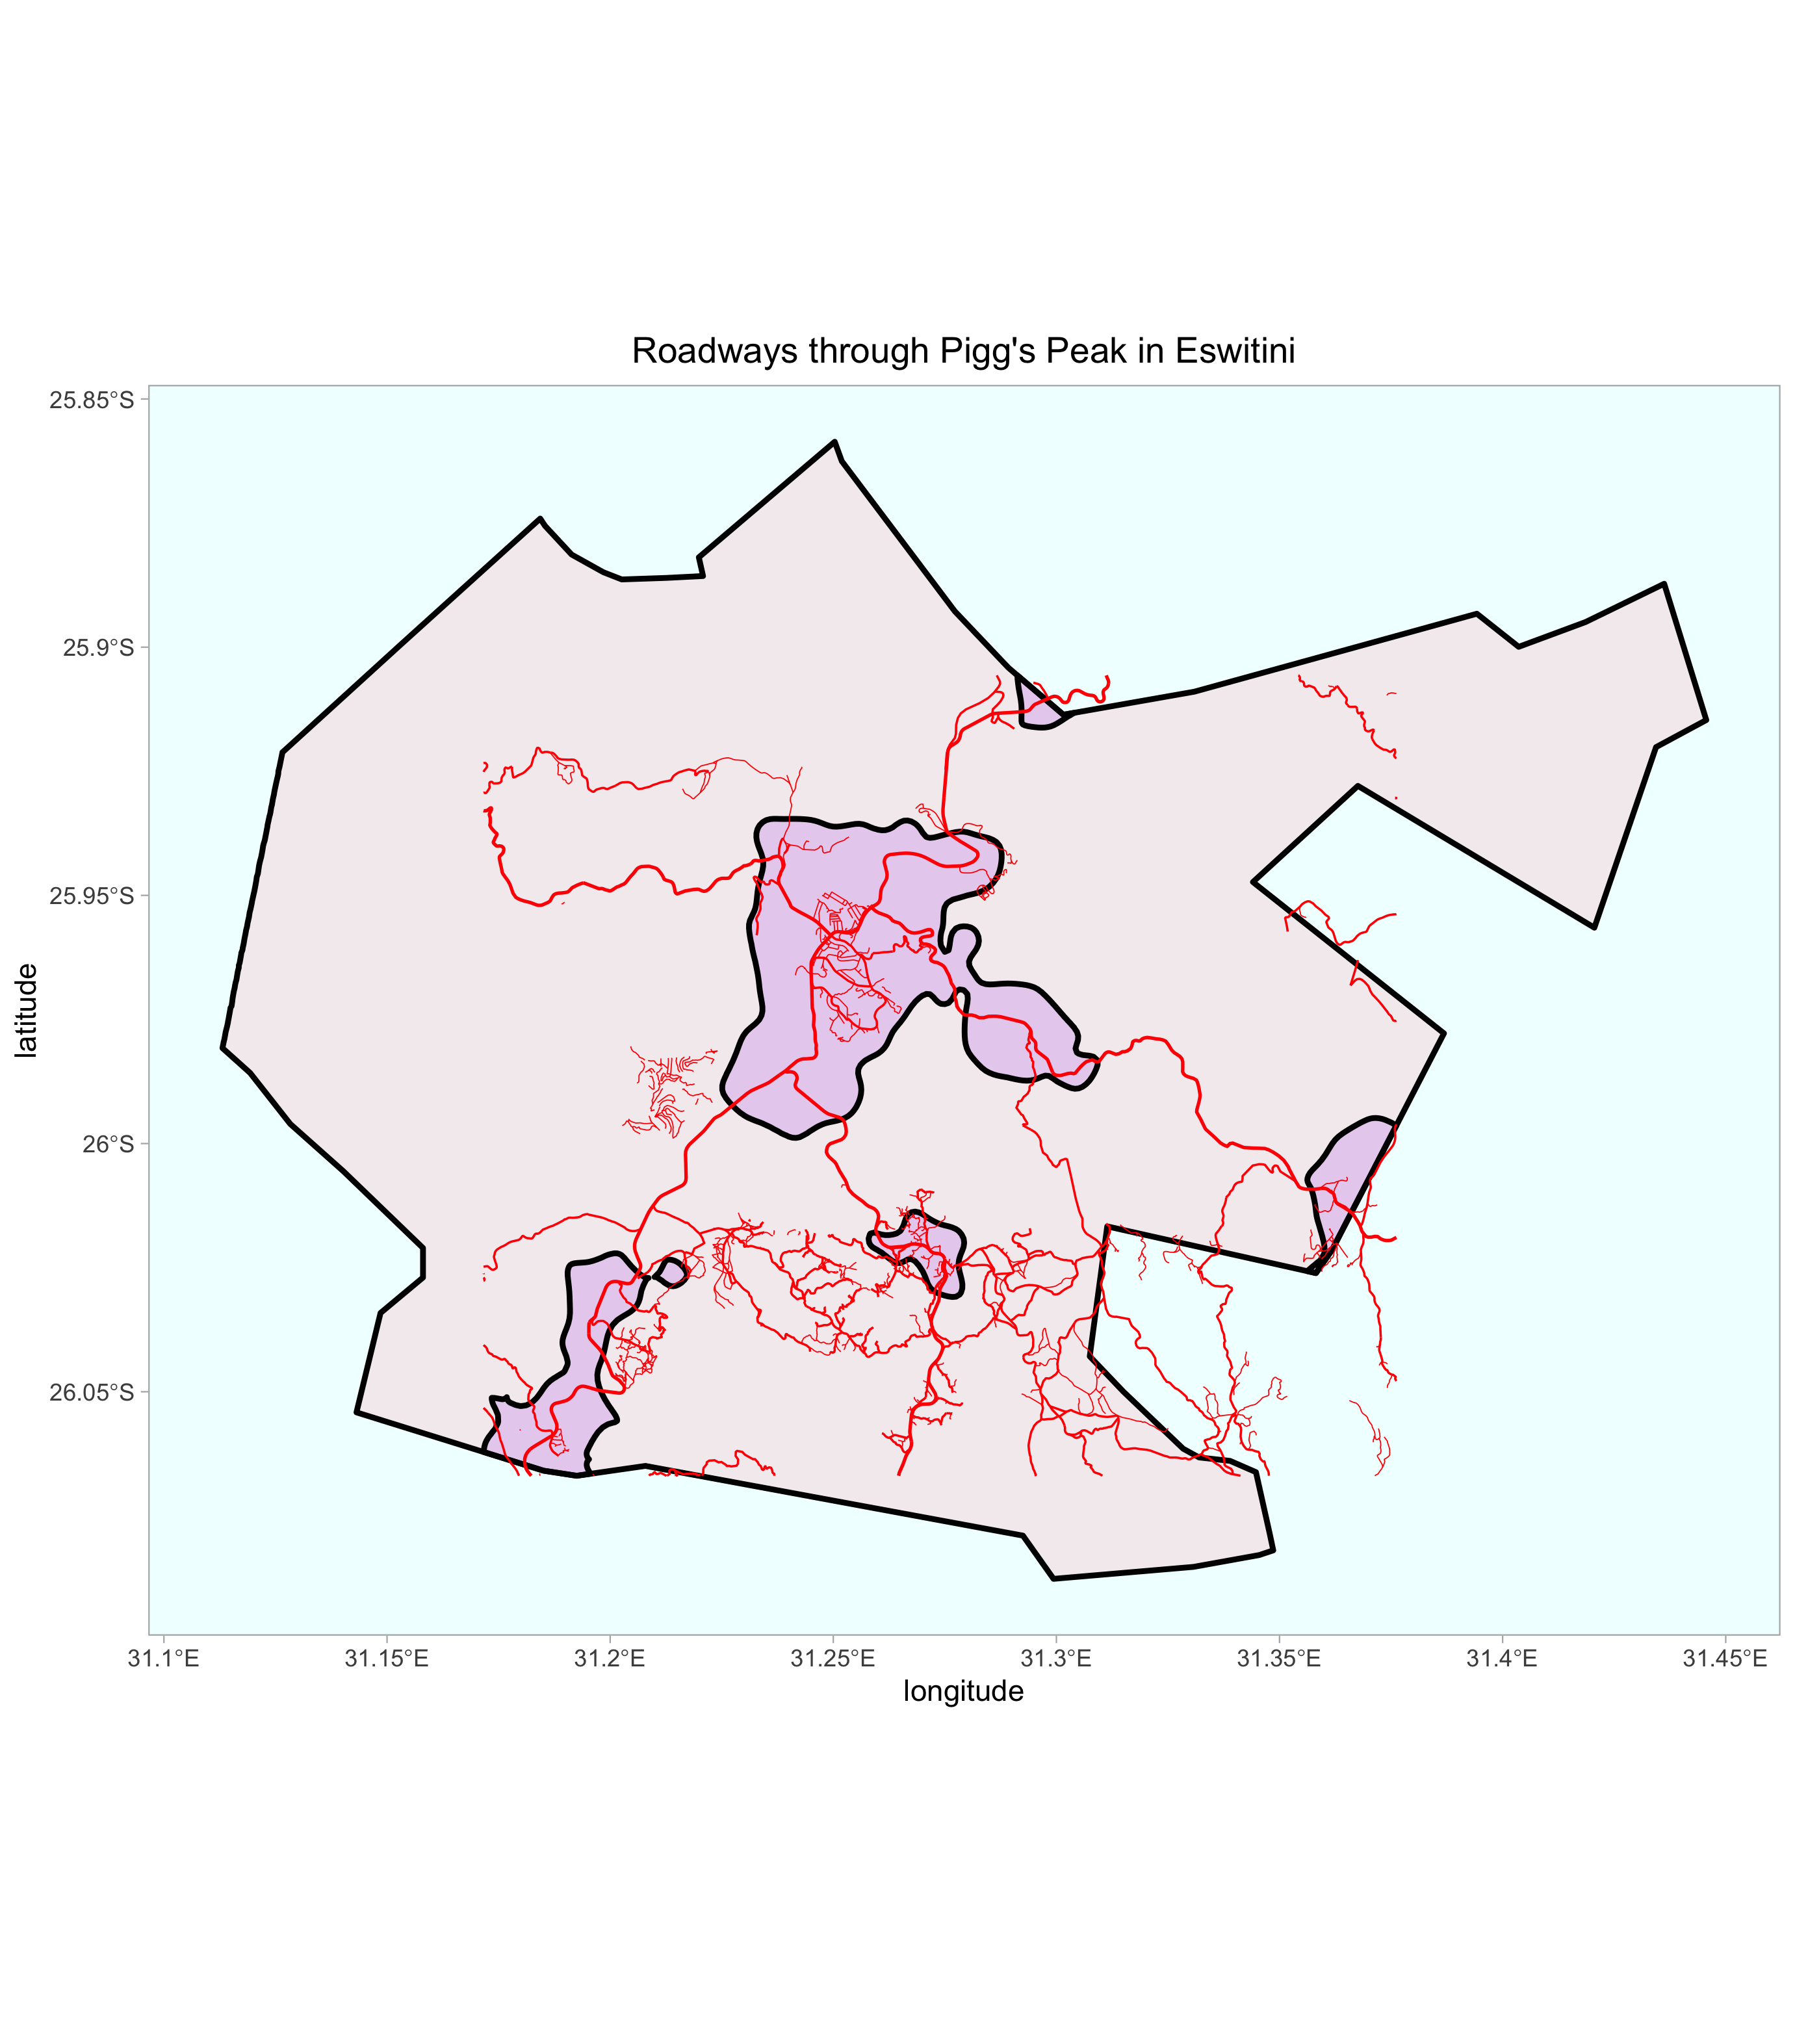 Roadways through Pigg's Peak in Eswitini
25.85°S
25.9°S
25.95°S
26°S
26.05°S
latitude
31.1°E 31.15°E 31.2°E 31.25°E 31.3°E 31.35°E 31.4°E 31.45°E
longitude